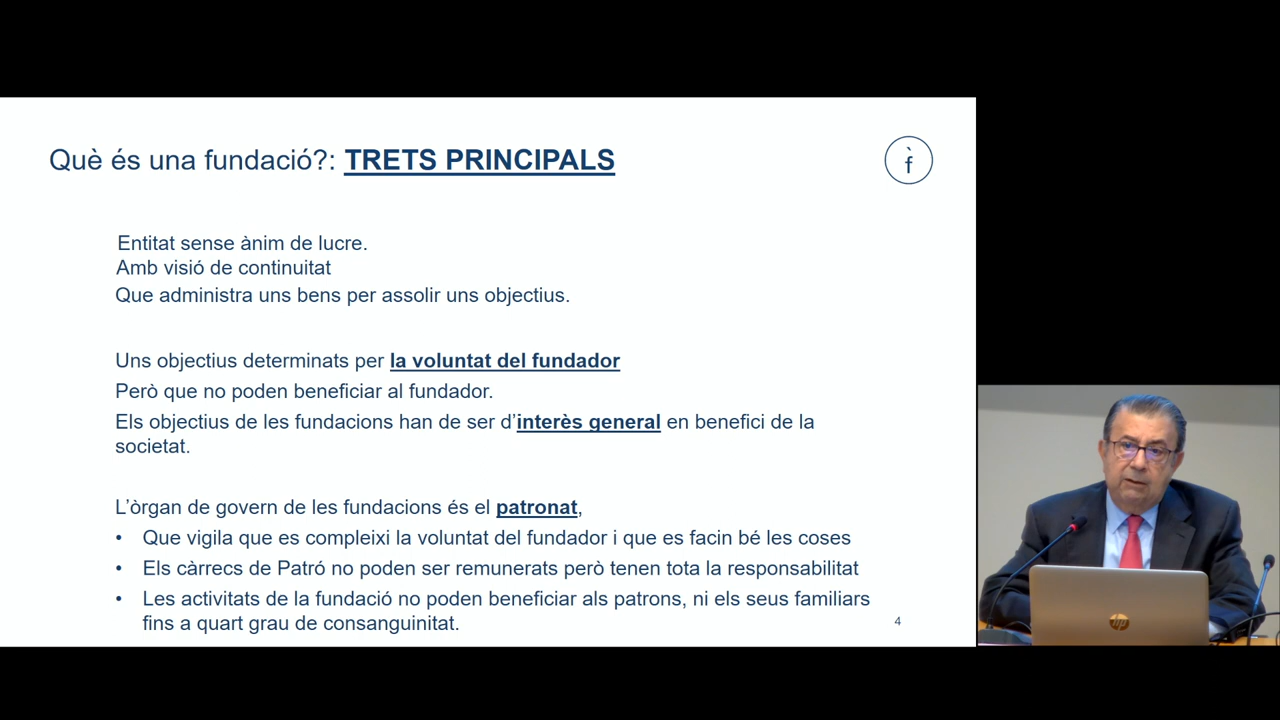 Què és una fundació?: TRETS PRINCIPALS
f̀
Entitat sense ànim de lucre.
Amb visió de continuitat
Que administra uns bens per assolir uns objectius.
Uns objectius determinats per la voluntat del fundador
Però que no poden beneficiar al fundador.
Els objectius de les fundacions han de ser d’interès general en benefici de la
societat.
L’òrgan de govern de les fundacions és el patronat,
• Que vigila que es compleixi la voluntat del fundador i que es facin bé les coses
• Els càrrecs de Patró no poden ser remunerats però tenen tota la responsabilitat
• Les activitats de la fundació no poden beneficiar als patrons, ni els seus familiars
fins a quart grau de consanguinitat.
4
hp